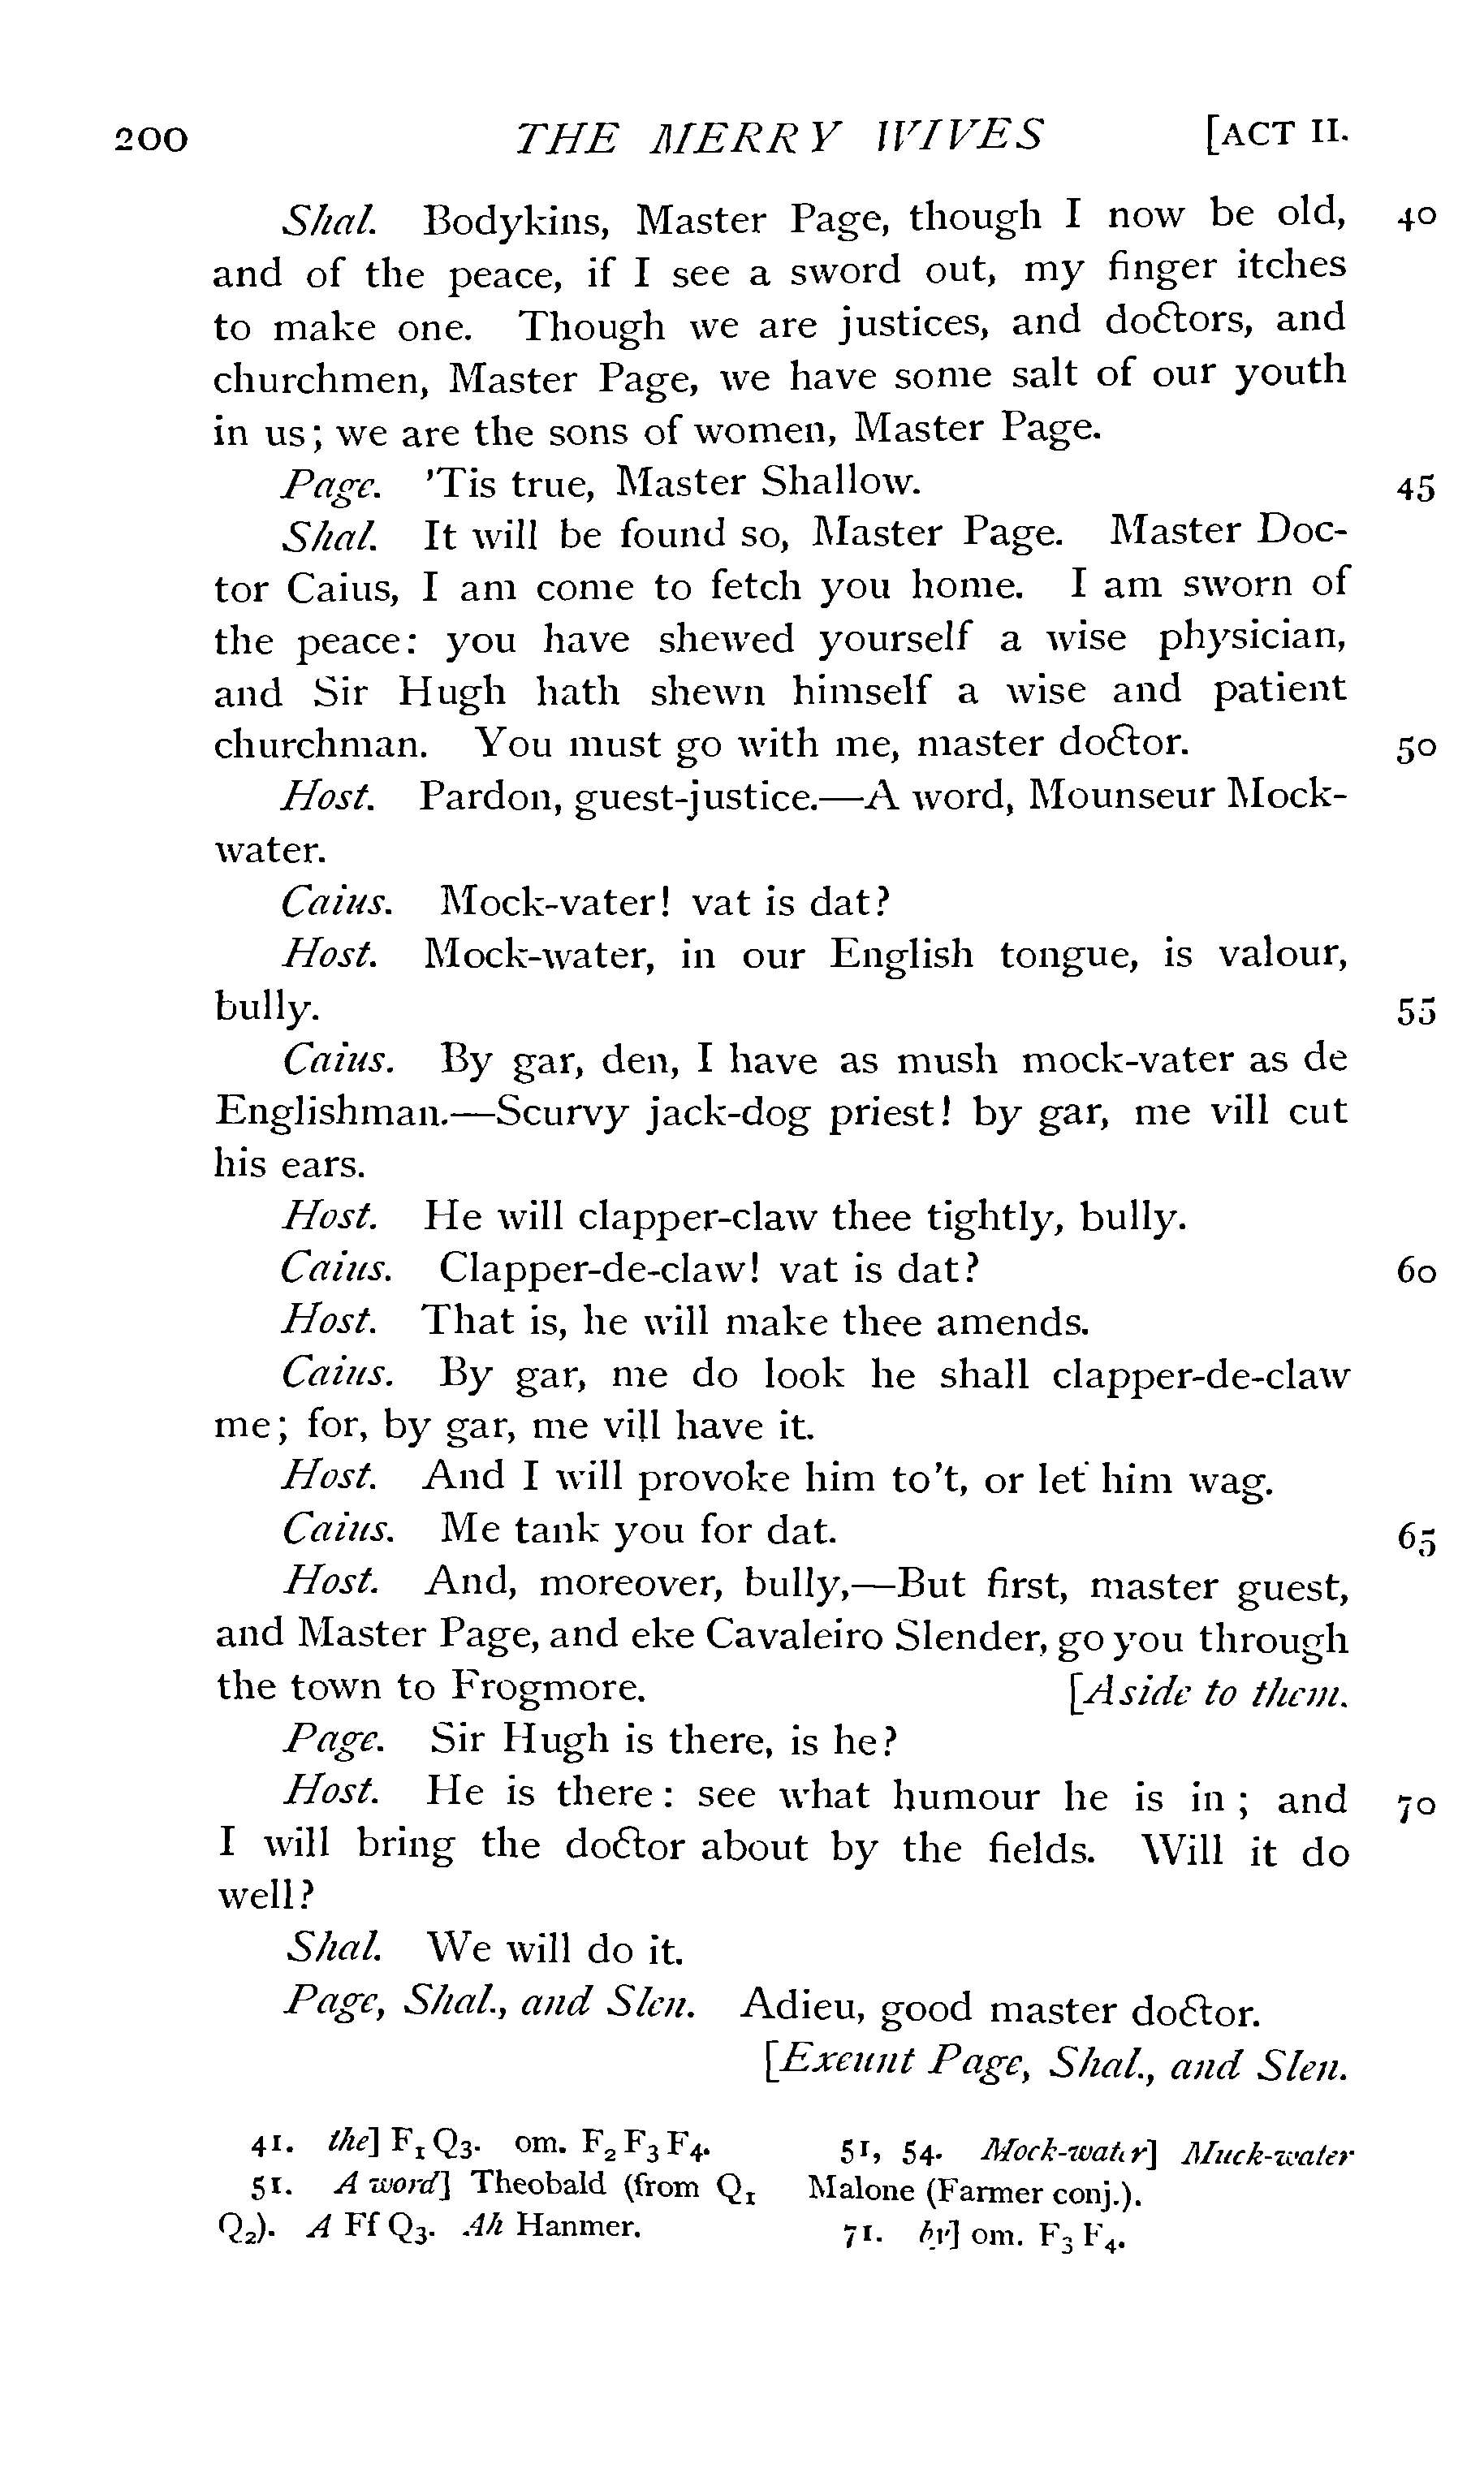 200 THE MERRY WIVES [ACT II.
Shal. Bodykins, Master Page, though I now be old, 40
and of the peace, if I see a sword out, my finger itches
to make one. Though we are justices, and doctors, and
churchmen, Master Page, we have some salt of our youth
in us; we are the sons of women, Master Page.
Page. 'Tis true, Master Shallow. 45
Shal. It will be found so, Master Page. Master Doc-
tor Caius, I am come to fetch you home. I am sworn of
the peace: you have shewed yourself a wise physician,
and Sir Hugh hath shewn himself a wise and patient
churchman. You must go with me, master doctor. 50
Host. Pardon, guest-justice.—A word, Mounseur Mock-
water.
Caius. Mock-vater! vat is dat?
Host. Mock-water, in our English tongue, is valour,
bully. 55
Caius. By gar, den, I have as mush mock-vater as de
Englishman.—Scurvy jack-dog priest! by gar, me vill cut
his ears.
Host. He will clapper-claw thee tightly, bully.
Caius. Clapper-de-claw! vat is dat? 60
Host. That is, he will make thee amends.
Caius. By gar, me do look he shall clapper-de-claw
me; for, by gar, me vill have it.
Host. And I will provoke him to't, or let him wag.
Caius. Me tank you for dat. 65
Host. And, moreover, bully,—But first, master guest,
and Master Page, and eke Cavaleiro Slender, go you through
the town to Frogmore. [Aside to them.
Page. Sir Hugh is there, is he?
Host. He is there: see what humour he is in; and 70
I will bring the doctor about by the fields. Will it do
well?
Shal. We will do it.
Page, Shal., and Slen. Adieu, good master doctor.
[Exeunt Page, Shal., and Slen.
41. the] F1 Q3. om. F2 F3 F4.
51. A word] Theobald (from Q1
Q2). A Ff Q3. Ah Hanmer.
51, 54. Mock-water] Muck-water
Malone (Farmer conj.).
71. by] om. F3 F4.